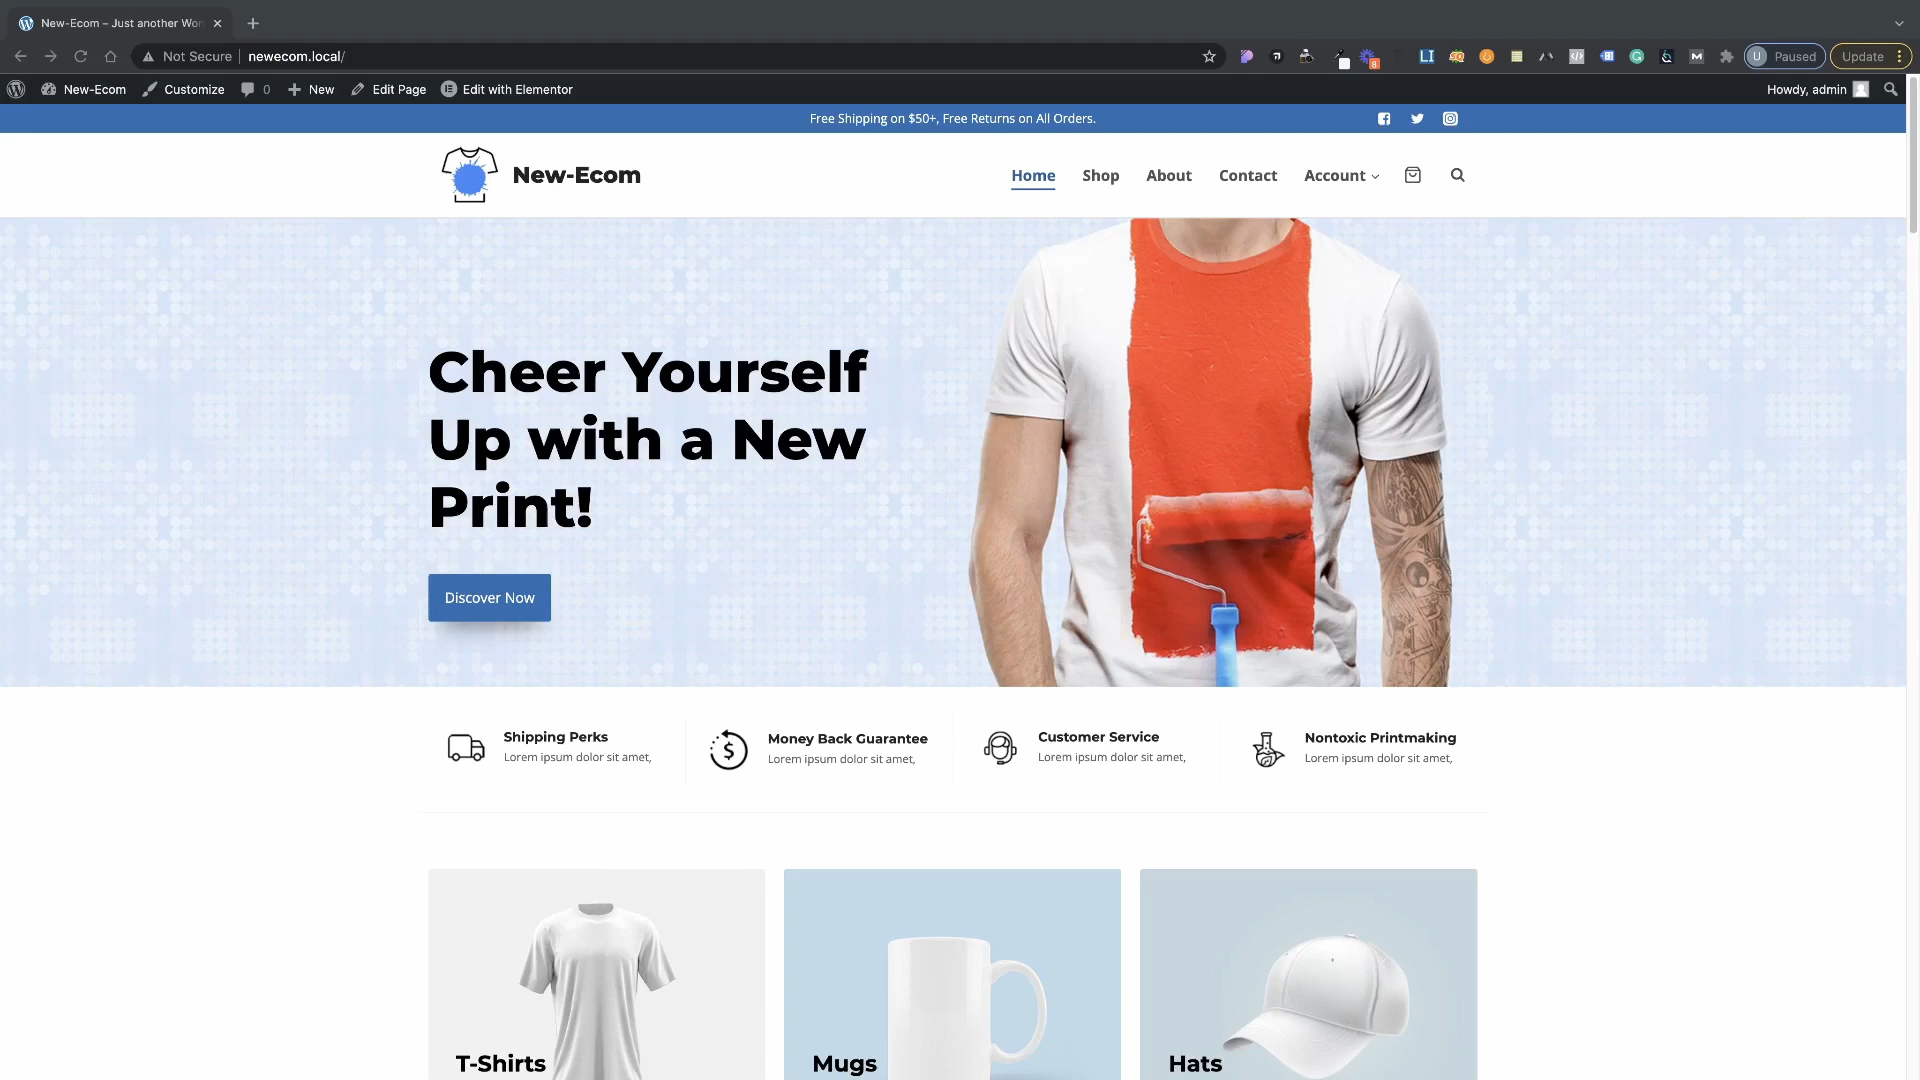 New-Ecom – Just another Wor
Not Secure
newecom.local/
8
U
Paused
Update
New-Ecom
Customize
0
New
Edit Page
Edit with Elementor
Howdy, admin
Free Shipping on $50+, Free Returns on All Orders.
New-Ecom
Home
Shop
About
Contact
Account
Cheer Yourself
Up with a New
Print!
Discover Now
Shipping Perks
Lorem ipsum dolor sit amet,
Money Back Guarantee
Lorem ipsum dolor sit amet,
Customer Service
Lorem ipsum dolor sit amet,
Nontoxic Printmaking
Lorem ipsum dolor sit amet,
T-Shirts
Mugs
Hats